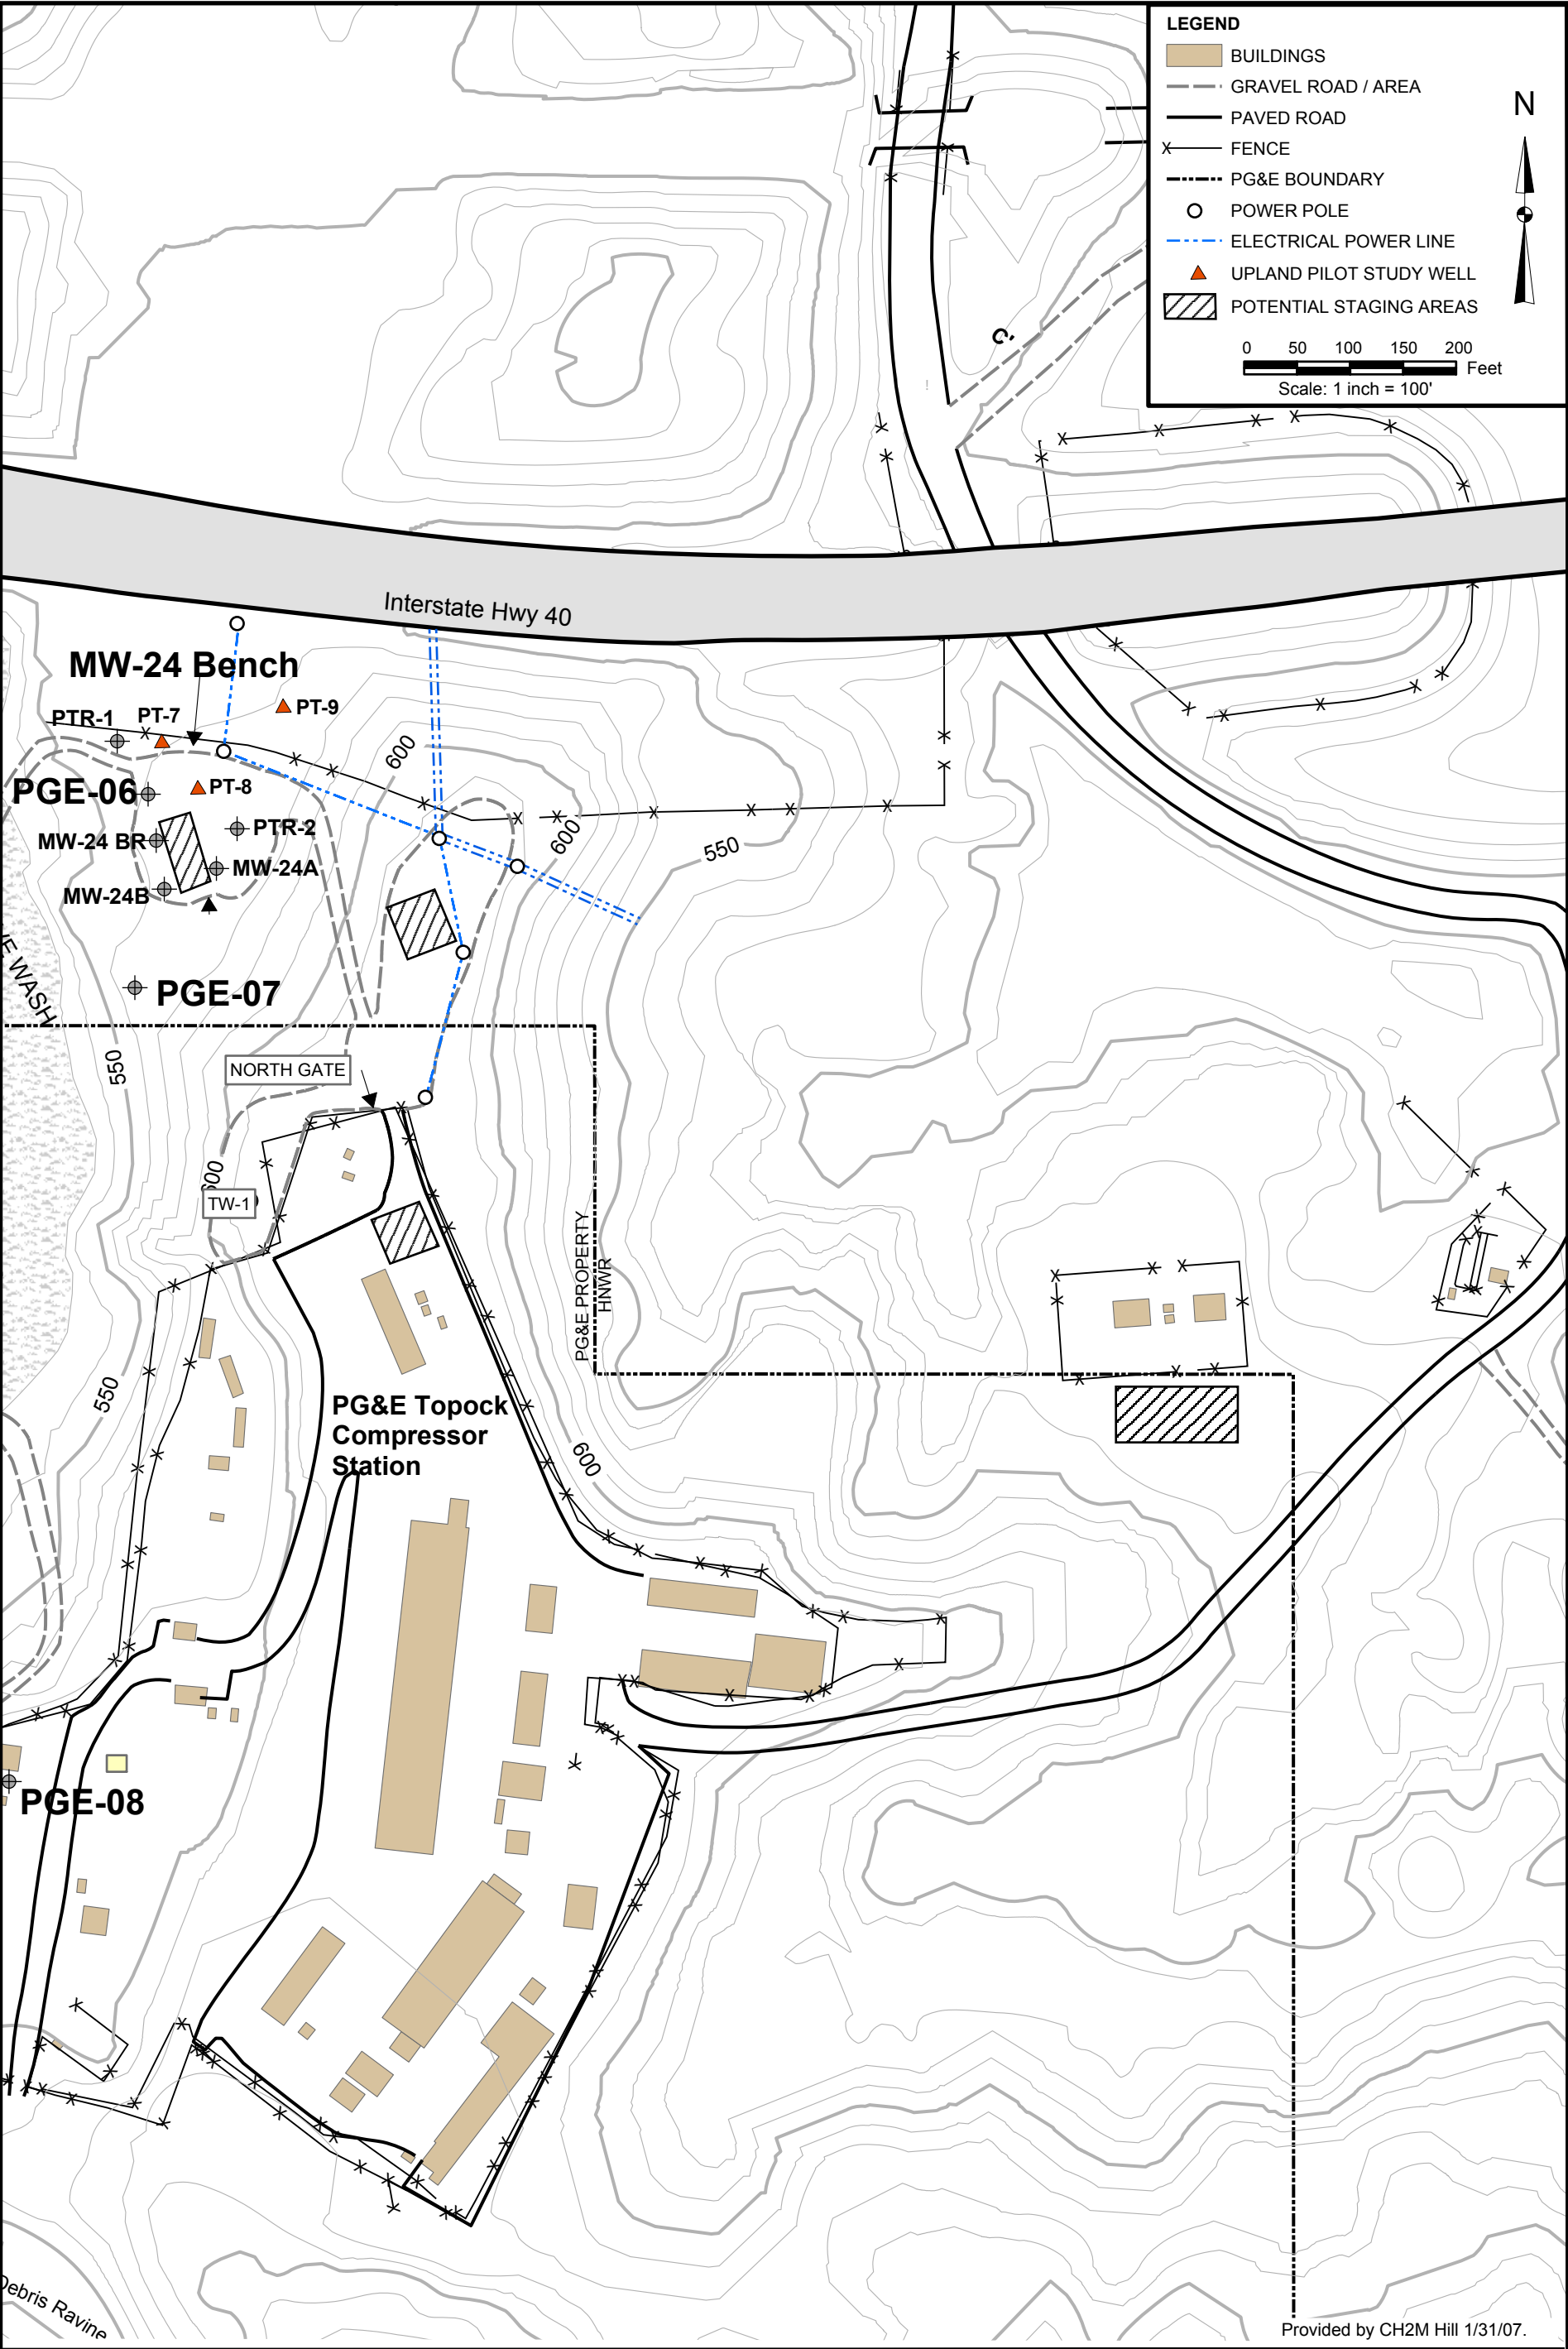 LEGEND
BUILDINGS
GRAVEL ROAD / AREA
PAVED ROAD
X FENCE
PG&E BOUNDARY
POWER POLE
ELECTRICAL POWER LINE
UPLAND PILOT STUDY WELL
POTENTIAL STAGING AREAS
N
0 50 100 150 200
Feet
Scale: 1 inch = 100'
C'
Interstate Hwy 40
MW-24 Bench
PTR-1
PT-7
PT-9
PGE-06
PT-8
PTR-2
MW-24 BR
MW-24A
MW-24B
600
600
550
WASH
PGE-07
550
NORTH GATE
600
TW-1
PG&E PROPERTY
HNWR
550
PG&E Topock
Compressor
Station
600
PGE-08
Debris Ravine
Provided by CH2M Hill 1/31/07.